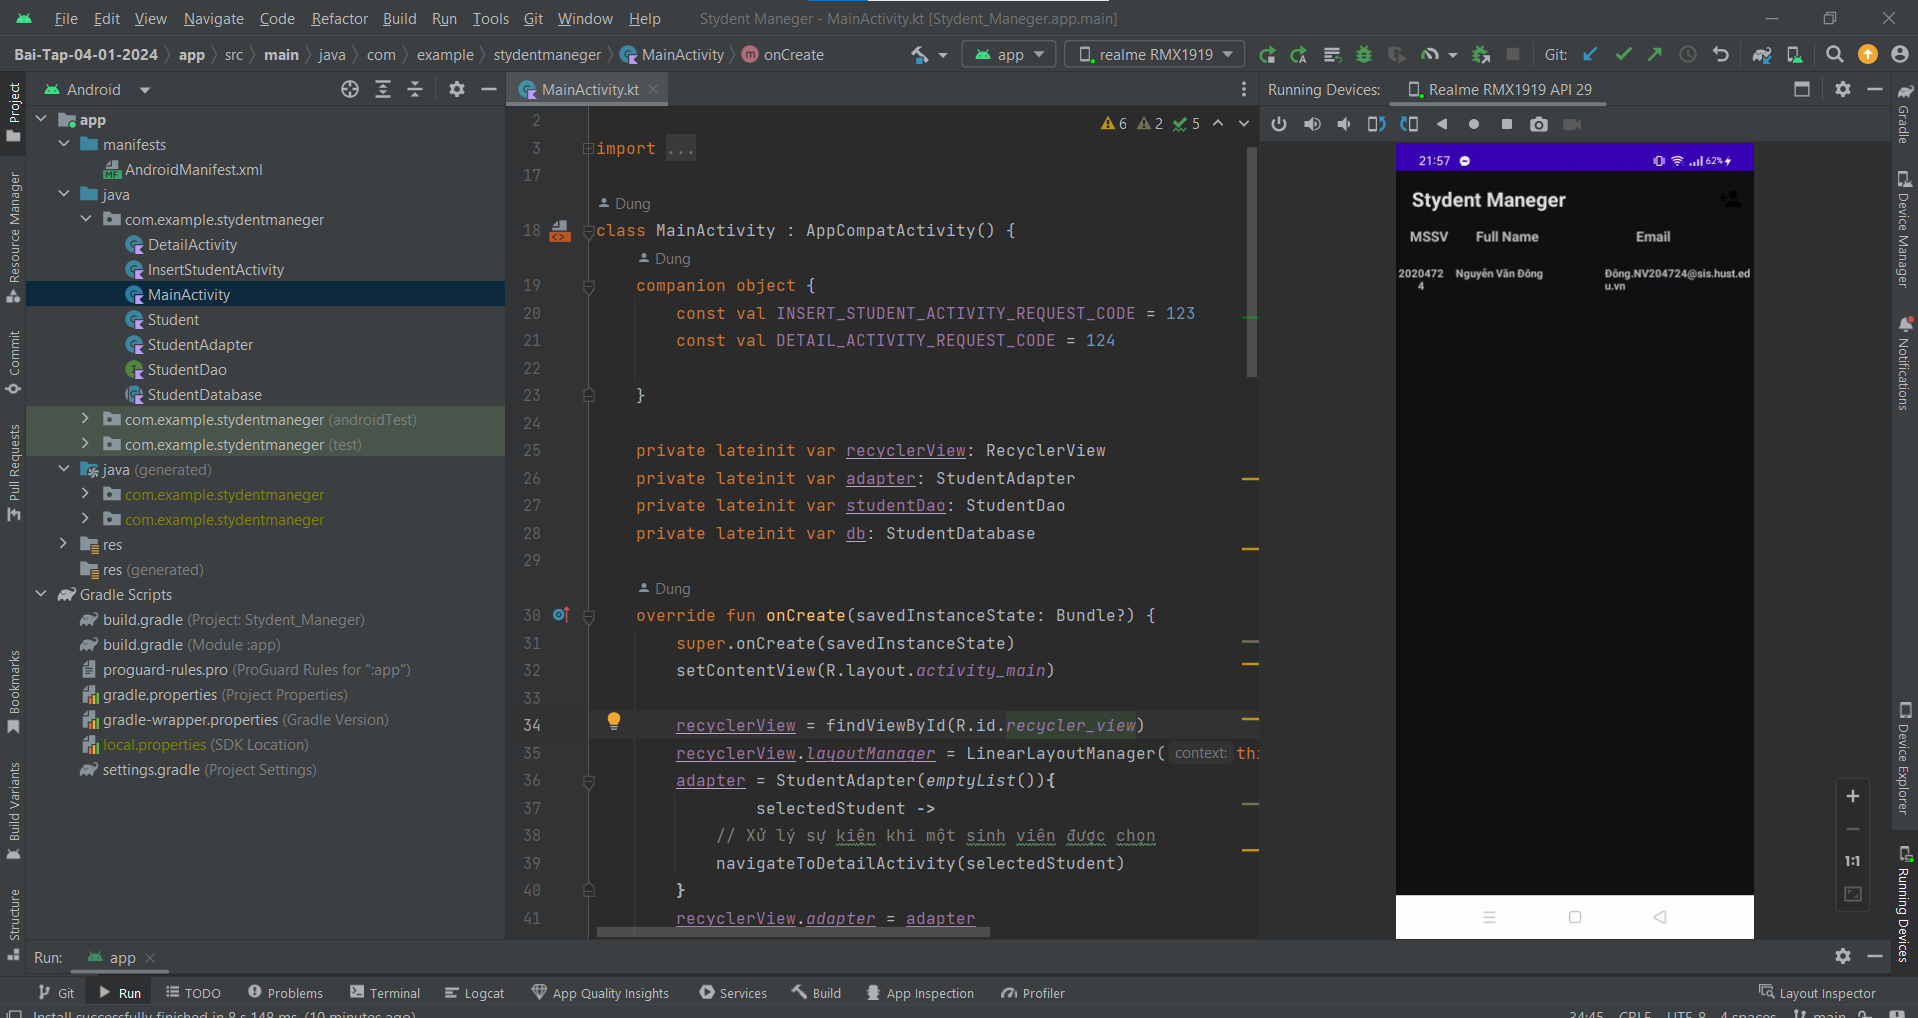 File Edit View Navigate Code Refactor Build Run Tools Git Window Help Stydent Maneger - MainActivity.kt [Stydent_Maneger.app.main]
Bai-Tap-04-01-2024 app src main java com example stydentmaneger MainActivity onCreate app realme RMX1919 Git:
Project
Resource Manager
Commit
Pull Requests
Bookmarks
Build Variants
Structure
Android
app
manifests
AndroidManifest.xml
java
com.example.stydentmaneger
DetailActivity
InsertStudentActivity
MainActivity
Student
StudentAdapter
StudentDao
StudentDatabase
com.example.stydentmaneger (androidTest)
com.example.stydentmaneger (test)
java (generated)
com.example.stydentmaneger
com.example.stydentmaneger
res
res (generated)
Gradle Scripts
build.gradle (Project: Stydent_Maneger)
build.gradle (Module :app)
proguard-rules.pro (ProGuard Rules for ":app")
gradle.properties (Project Properties)
gradle-wrapper.properties (Gradle Version)
local.properties (SDK Location)
settings.gradle (Project Settings)
MainActivity.kt
6 2 5
2
3 import ...
17
Dung
18 class MainActivity : AppCompatActivity() {
Dung
19 companion object {
20 const val INSERT_STUDENT_ACTIVITY_REQUEST_CODE = 123
21 const val DETAIL_ACTIVITY_REQUEST_CODE = 124
22
23 }
24
25 private lateinit var recyclerView: RecyclerView
26 private lateinit var adapter: StudentAdapter
27 private lateinit var studentDao: StudentDao
28 private lateinit var db: StudentDatabase
29
Dung
30 override fun onCreate(savedInstanceState: Bundle?) {
31 super.onCreate(savedInstanceState)
32 setContentView(R.layout.activity_main)
33
34 recyclerView = findViewById(R.id.recycler_view)
35 recyclerView.layoutManager = LinearLayoutManager( context: thi
36 adapter = StudentAdapter(emptyList()){
37 selectedStudent ->
38 // Xử lý sự kiện khi một sinh viên được chọn
39 navigateToDetailActivity(selectedStudent)
40 }
41 recyclerView.adapter = adapter
Running Devices: Realme RMX1919 API 29
21:57 62%
Stydent Maneger
MSSV Full Name Email
2020472 Nguyễn Văn Đông Đông.NV204724@sis.hust.ed
4 u.vn
1:1
Gradle
Device Manager
Notifications
Device Explorer
Running Devices
Run: app
Git Run TODO Problems Terminal Logcat App Quality Insights Services Build App Inspection Profiler Layout Inspector
Install successfully finished in 8 s 148 ms. (10 minutes ago) 34:45 CRLF UTF-8 4 spaces main